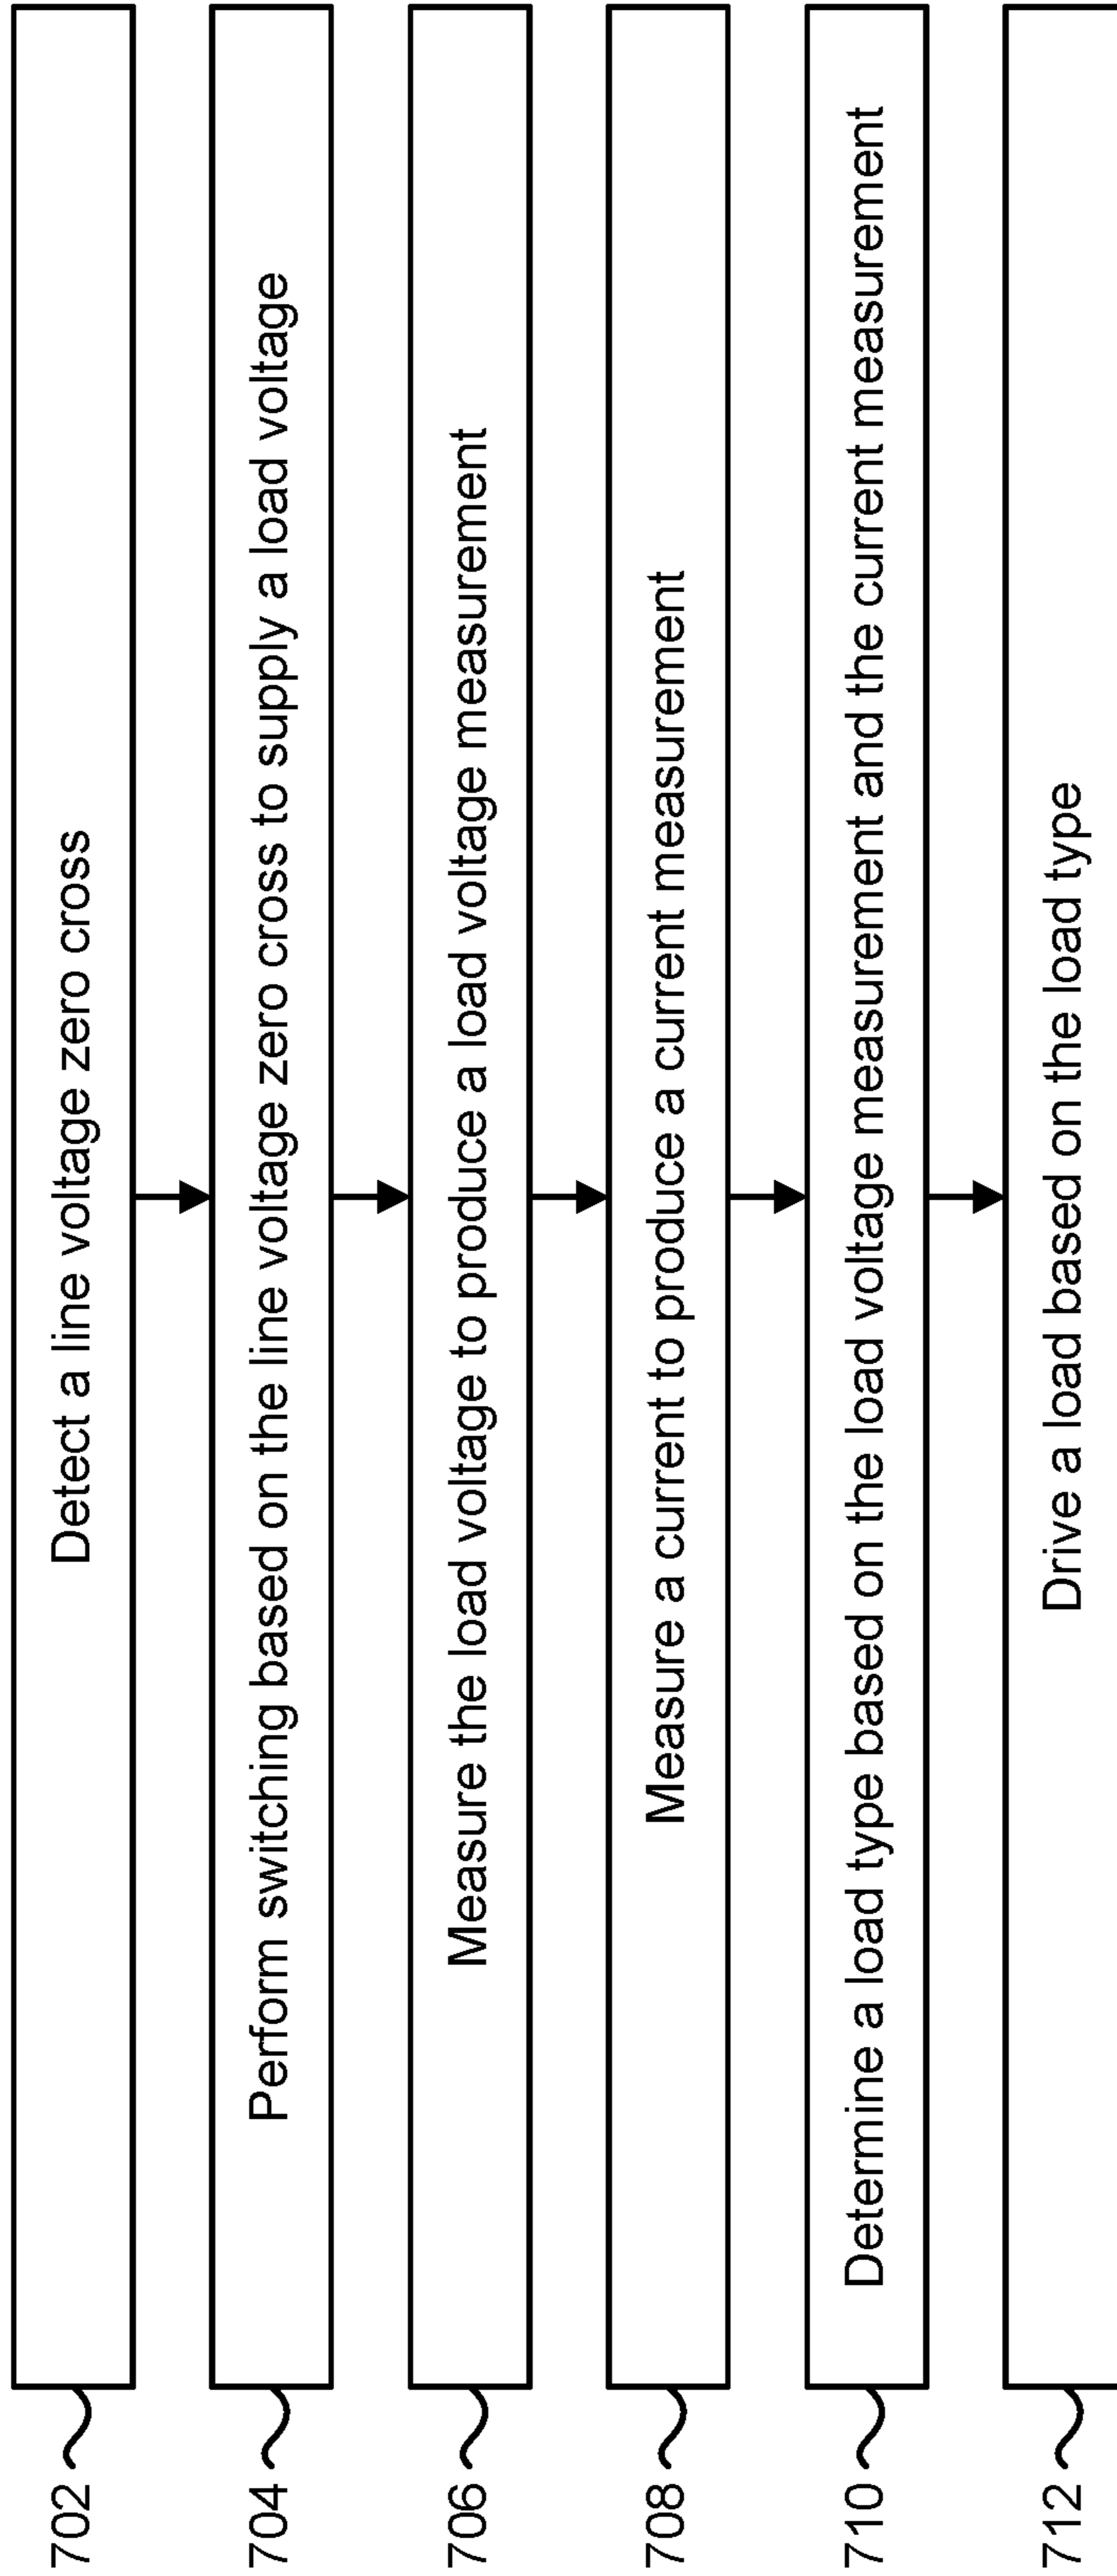 702 Detect a line voltage zero cross
704 Perform switching based on the line voltage zero cross to supply a load voltage
706 Measure the load voltage to produce a load voltage measurement
708 Measure a current to produce a current measurement
710 Determine a load type based on the load voltage measurement and the current measurement
712 Drive a load based on the load type